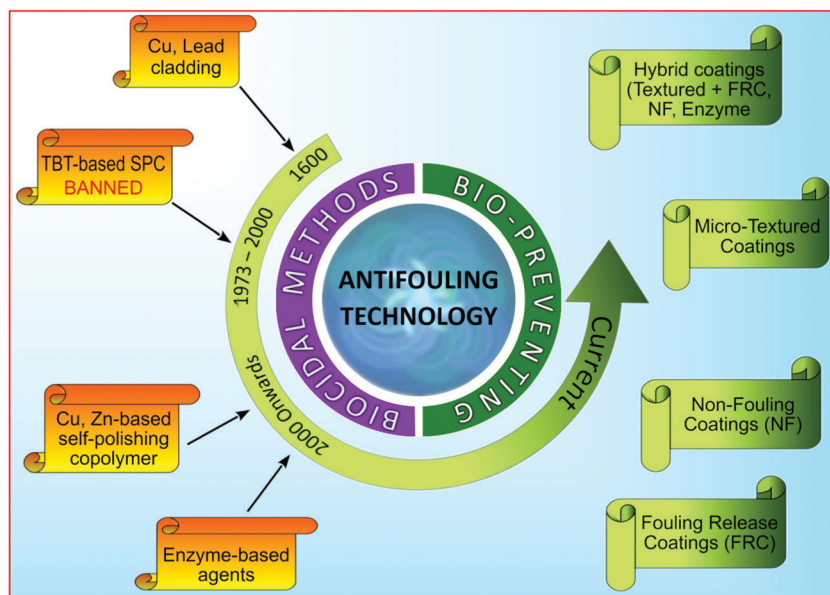 Cu, Lead
cladding
TBT-based SPC
BANNED
Cu, Zn-based
self-polishing
copolymer
Enzyme-based
agents
1600
1973 – 2000
2000 Onwards
Current
BIOCIDAL METHODS
BIO-PREVENTING
ANTIFOULING
TECHNOLOGY
Hybrid coatings
(Textured + FRC,
NF, Enzyme
Micro-Textured
Coatings
Non-Fouling
Coatings (NF)
Fouling Release
Coatings (FRC)